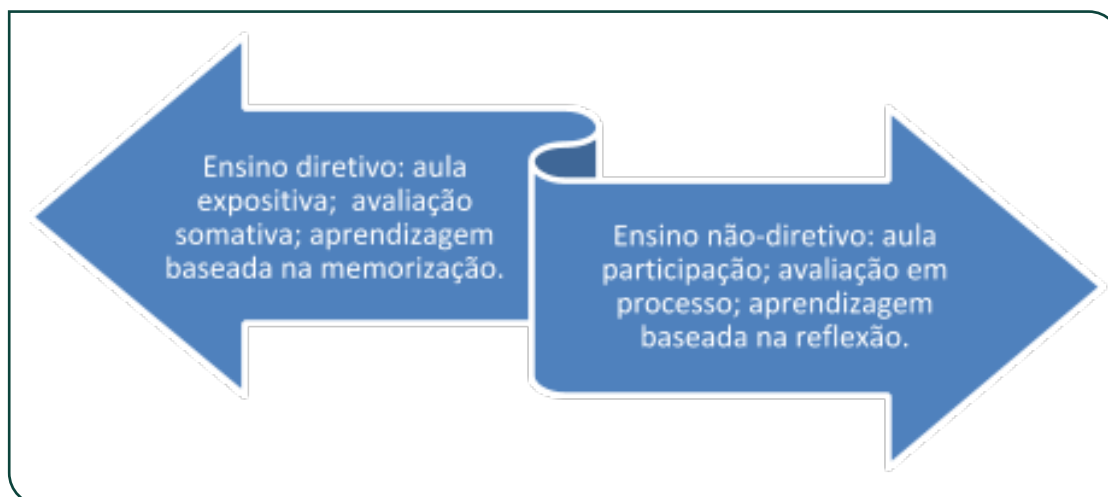 Ensino diretivo: aula
expositiva; avaliação
somativa; aprendizagem
baseada na memorização.
Ensino não-diretivo: aula
participação; avaliação em
processo; aprendizagem
baseada na reflexão.